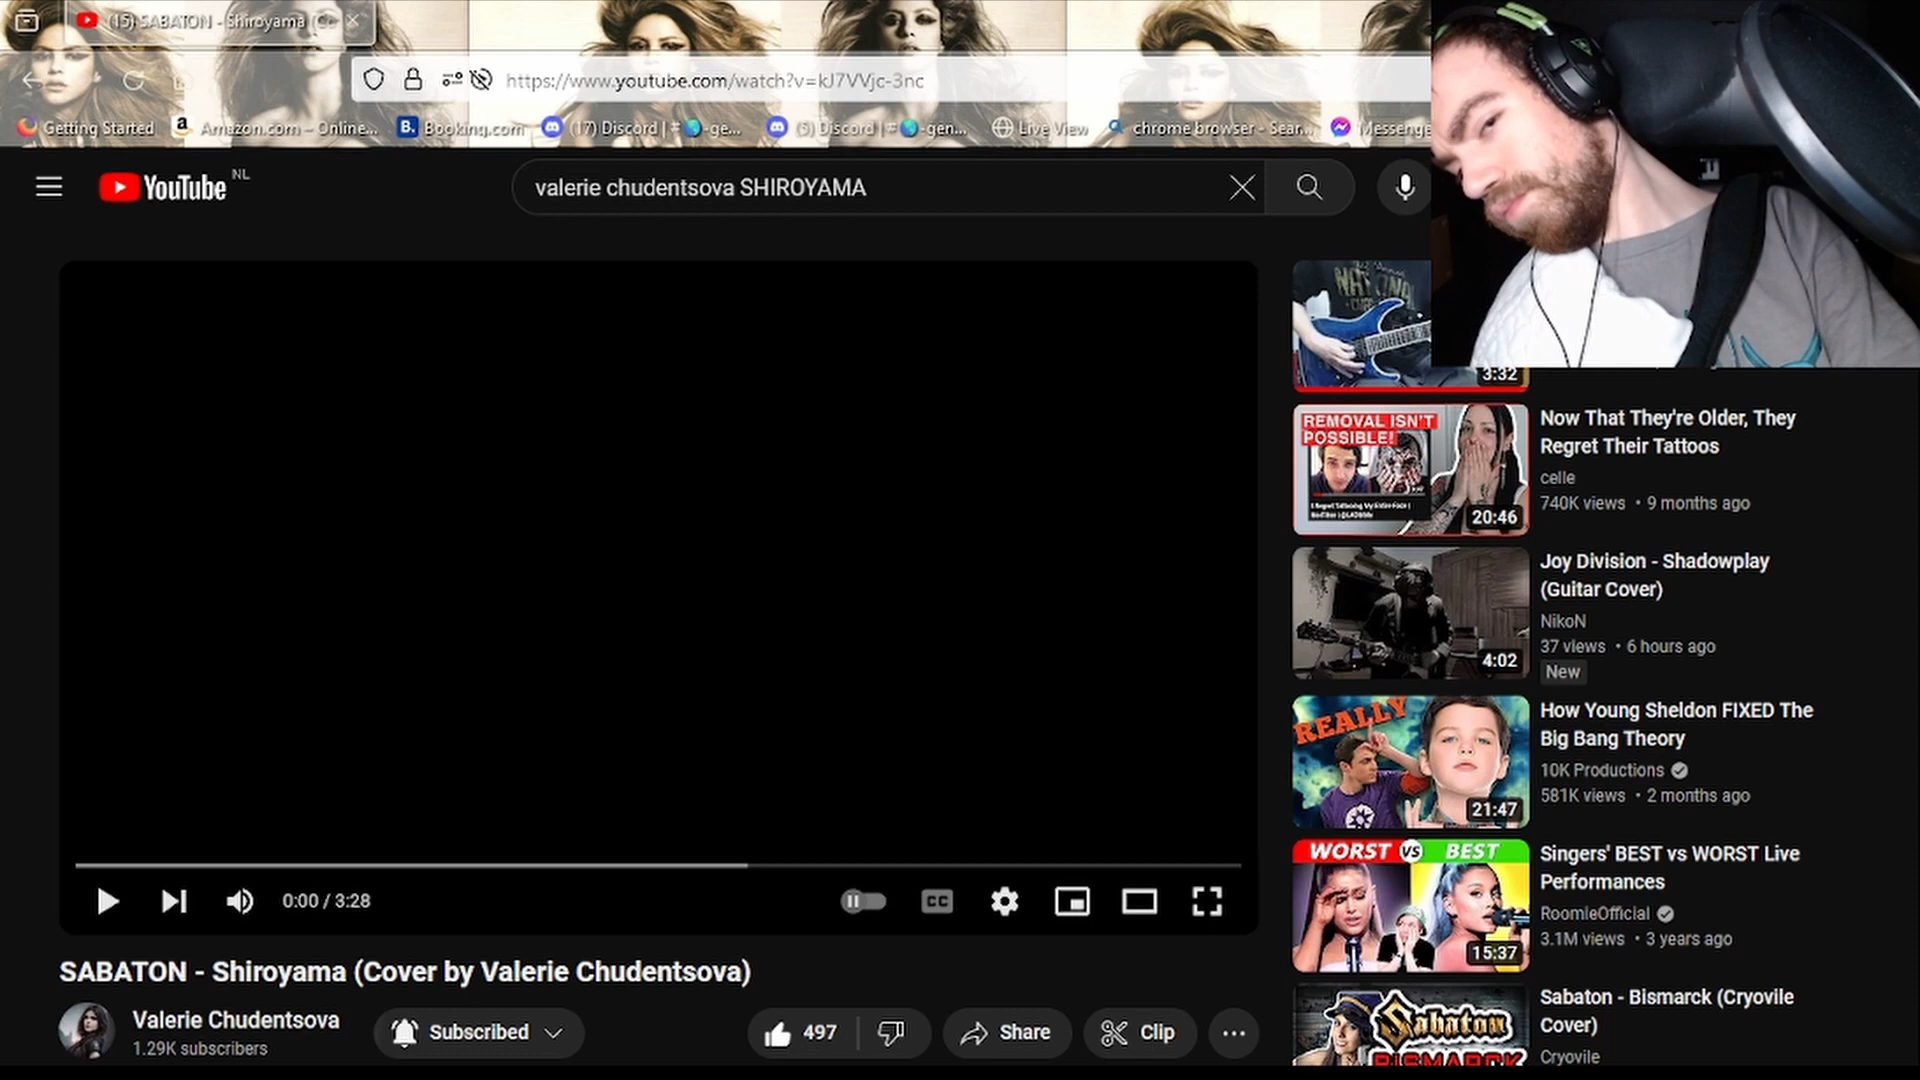 (15) SABATON - Shiroyama (C
https://www.youtube.com/watch?v=kJ7VVjc-3nc
Getting Started
Amazon.com – Online...
Booking.com
(17) Discord | # -ge...
(5) Discord | # -gen...
Live View
chrome browser - Sear...
Messenge
YouTube NL
valerie chudentsova SHIROYAMA
NATIONAL
3:32
REMOVAL ISN'T
POSSIBLE!
20:46
Now That They're Older, They
Regret Their Tattoos
celle
740K views • 9 months ago
4:02
Joy Division - Shadowplay
(Guitar Cover)
NikoN
37 views • 6 hours ago
New
REALLY
21:47
How Young Sheldon FIXED The
Big Bang Theory
10K Productions
581K views • 2 months ago
WORST VS BEST
15:37
Singers' BEST vs WORST Live
Performances
RoomieOfficial
3.1M views • 3 years ago
Sabaton
BISMARCK
Sabaton - Bismarck (Cryovile
Cover)
Cryovile
0:00 / 3:28
CC
SABATON - Shiroyama (Cover by Valerie Chudentsova)
Valerie Chudentsova
1.29K subscribers
Subscribed
497
Share
Clip